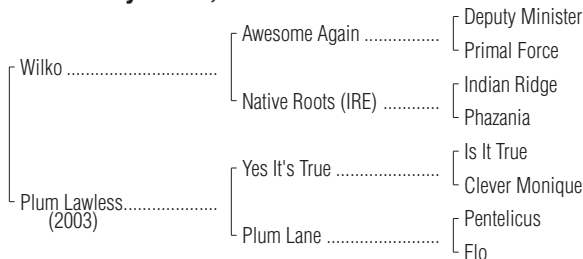 Deputy Minister
Awesome Again ................
Primal Force
Wilko ................................
Indian Ridge
Native Roots (IRE) ............
Phazania
Is It True
Yes It's True ......................
Clever Monique
Plum Lawless....................
(2003)
Pentelicus
Plum Lane ........................
Flo